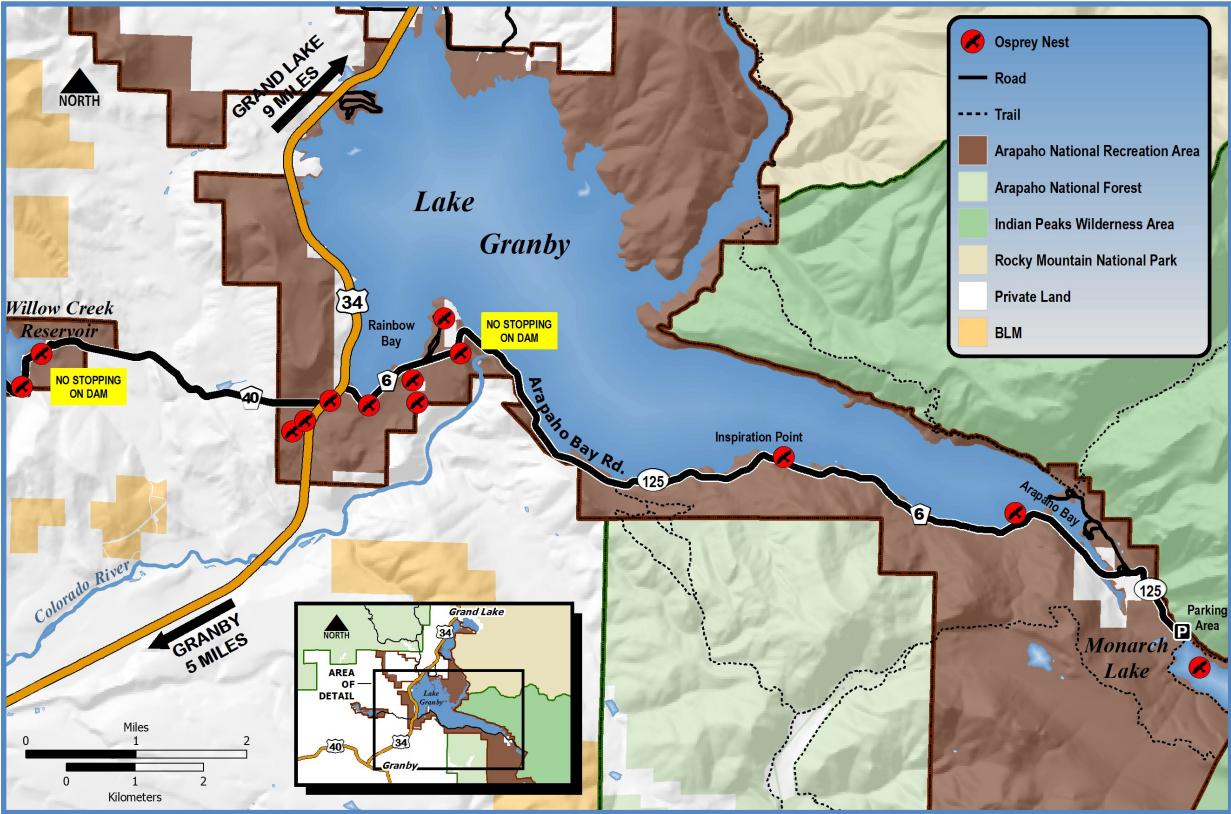 Osprey Nest
Road
Trail
Arapaho National Recreation Area
Arapaho National Forest
Indian Peaks Wilderness Area
Rocky Mountain National Park
Private Land
BLM
NORTH
GRAND LAKE
9 MILES
Lake
Granby
34
Willow Creek
Reservoir
NO STOPPING
ON DAM
40
Rainbow
Bay
6
NO STOPPING
ON DAM
Arapaho Bay Rd.
125
Inspiration Point
6
Arapaho Bay
125
Parking
Area
P
Monarch
Lake
Colorado River
GRANBY
5 MILES
Miles
0 1 2
0 1 2
Kilometers
NORTH
Grand Lake
34
AREA
OF
DETAIL
Lake
Granby
40
34
Granby